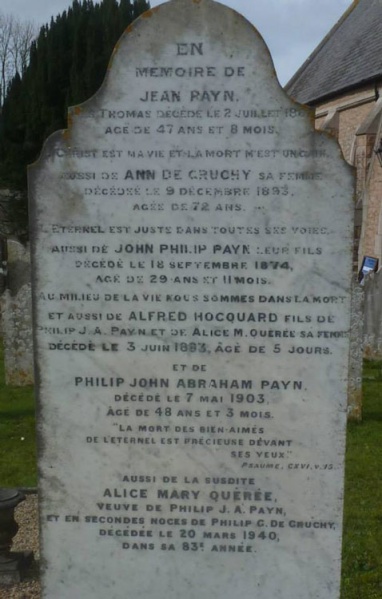 EN
MEMOIRE DE
JEAN PAYN.
THOMAS DÉCÉDÉ LE 2 JUILLET
AGÉ DE 47 ANS ET 8 MOIS.
CHRIST EST MA VIE ET LA MORT M'EST UN GAIN.
AUSSI DE ANN DE GRUCHY SA FEMME
DÉCÉDÉE LE 9 DÉCEMBRE 1893,
AGÉE DE 72 ANS.
L'ETERNEL EST JUSTE DANS TOUTES SES VOIES.
AUSSI DE JOHN PHILIP PAYN LEUR FILS
DÉCÉDÉ LE 18 SEPTEMBRE 1874,
AGÉ DE 29 ANS ET 11 MOIS.
AU MILIEU DE LA VIE NOUS SOMMES DANS LA MORT
ET AUSSI DE ALFRED HOCQUARD FILS DE
PHILIP J. A. PAYN ET DE ALICE M. QUÉRÉE SA FEMME
DÉCÉDÉ LE 3 JUIN 1883, ÂGÉ DE 5 JOURS.
ET DE
PHILIP JOHN ABRAHAM PAYN.
DÉCÉDÉ LE 7 MAI 1903,
ÂGÉ DE 48 ANS ET 3 MOIS.
"LA MORT DES BIEN-AIMÉS
DE L'ETERNEL EST PRÉCIEUSE DEVANT
SES YEUX."
PSAUME, CXVI. V. 15.
AUSSI DE LA SUSDITE
ALICE MARY QUÉRÉE,
VEUVE DE PHILIP J. A. PAYN,
ET EN SECONDES NOCES DE PHILIP G. DE GRUCHY,
DÉCÉDÉE LE 20 MARS 1940,
DANS SA 83E ANNÉE.